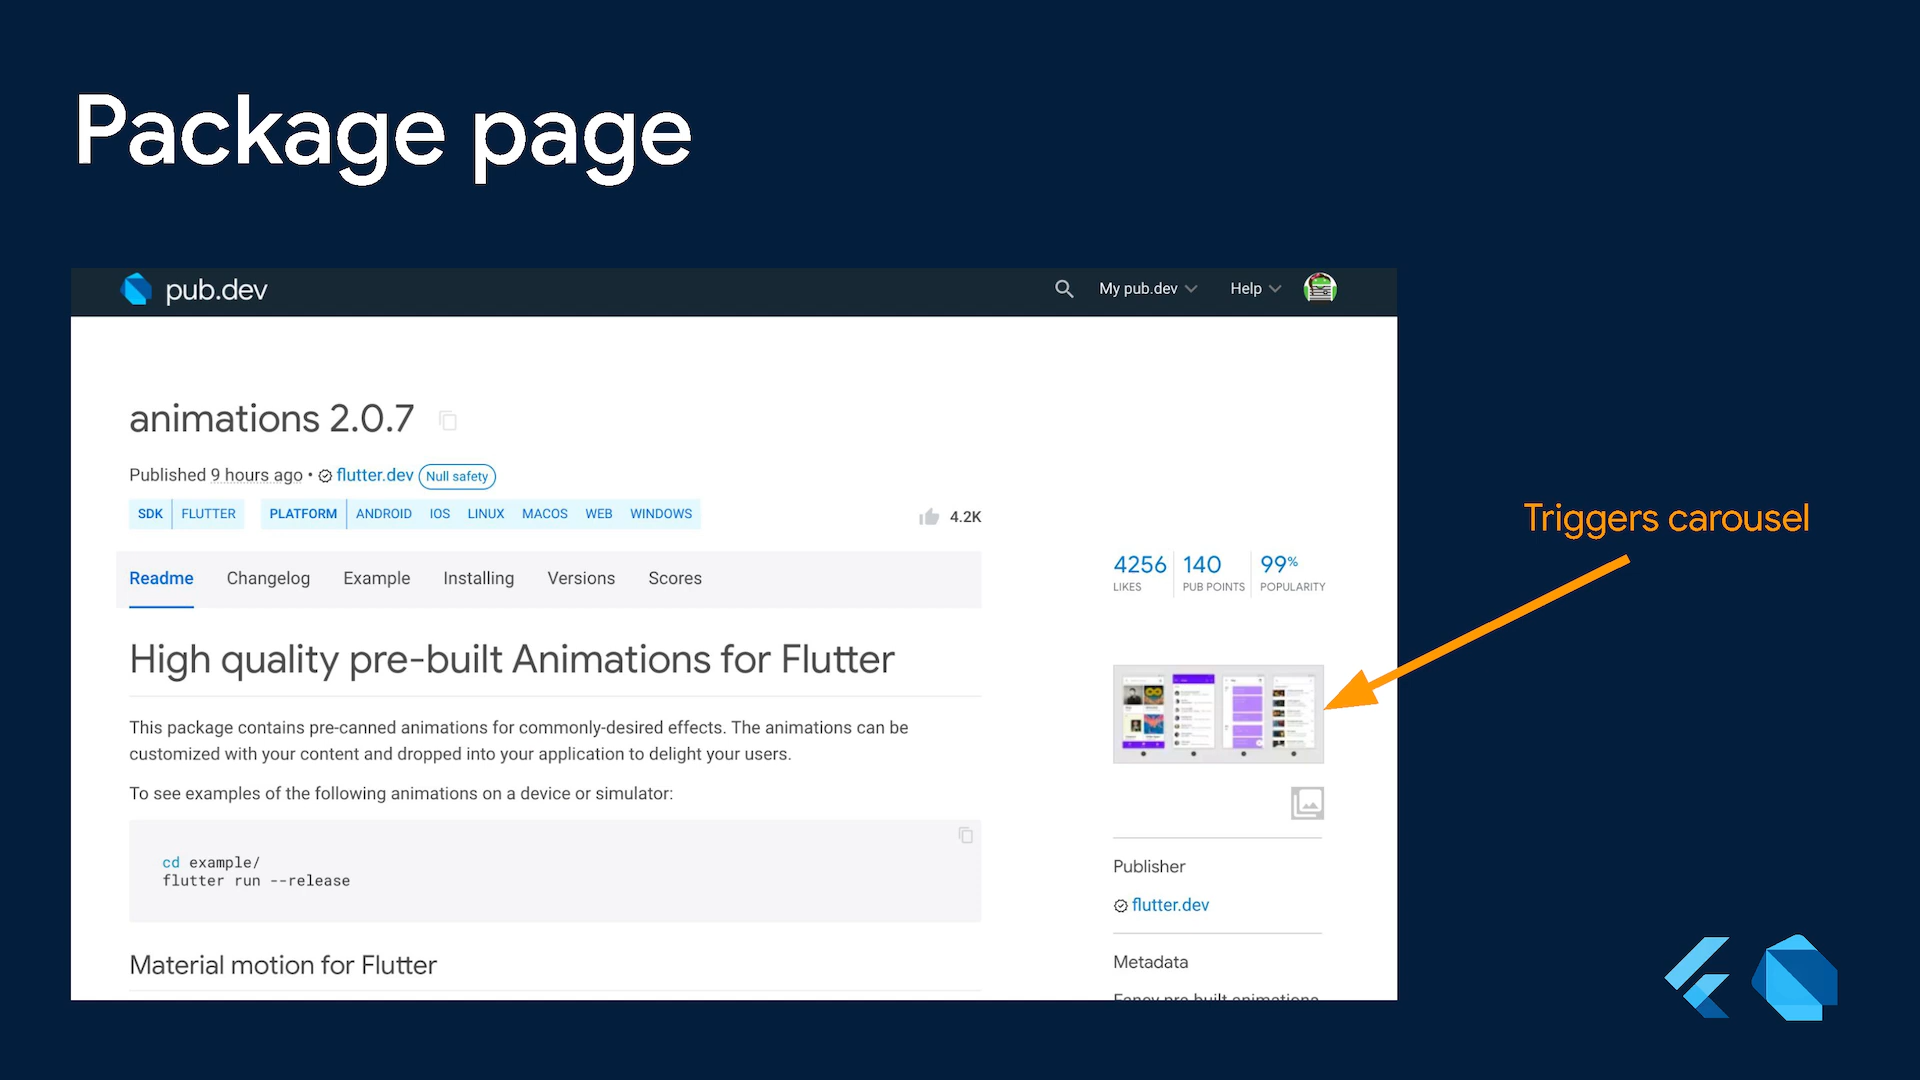 Package page
pub.dev
My pub.dev
Help
animations 2.0.7
Published 9 hours ago • flutter.dev Null safety
SDK FLUTTER PLATFORM ANDROID IOS LINUX MACOS WEB WINDOWS
4.2K
Readme Changelog Example Installing Versions Scores
High quality pre-built Animations for Flutter
This package contains pre-canned animations for commonly-desired effects. The animations can be
customized with your content and dropped into your application to delight your users.
To see examples of the following animations on a device or simulator:
cd example/
flutter run --release
Material motion for Flutter
4256 140 99%
LIKES PUB POINTS POPULARITY
Publisher
flutter.dev
Metadata
Fancy pre-built animations
Triggers carousel